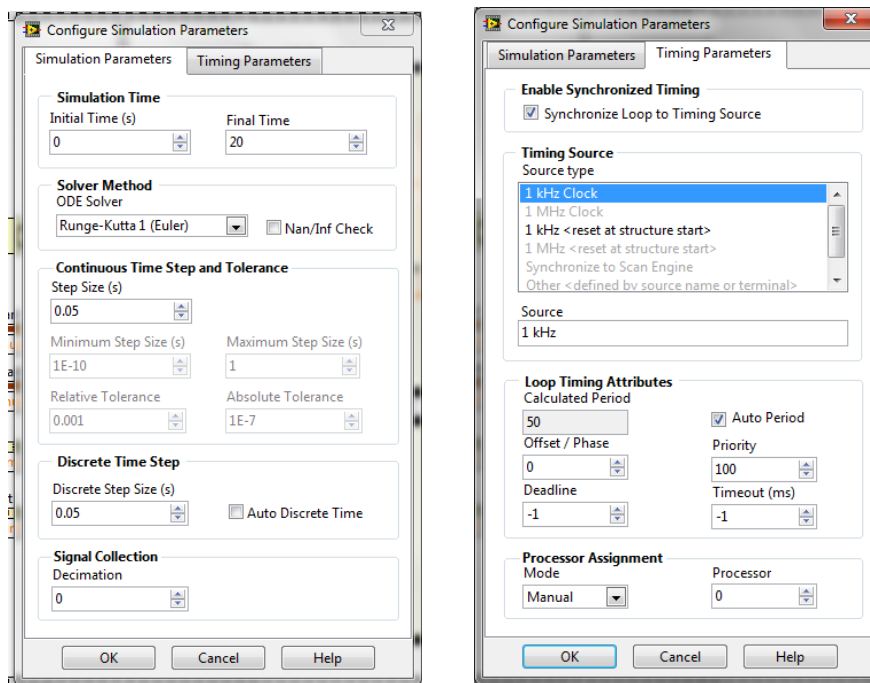 Configure Simulation Parameters
Simulation Parameters Timing Parameters
Simulation Time
Initial Time (s) Final Time
0 20
Solver Method
ODE Solver
Runge-Kutta 1 (Euler) Nan/Inf Check
Continuous Time Step and Tolerance
Step Size (s)
0.05
Minimum Step Size (s) Maximum Step Size (s)
1E-10 1
Relative Tolerance Absolute Tolerance
0.001 1E-7
Discrete Time Step
Discrete Step Size (s)
0.05 Auto Discrete Time
Signal Collection
Decimation
0
OK Cancel Help
Configure Simulation Parameters
Simulation Parameters Timing Parameters
Enable Synchronized Timing
Synchronize Loop to Timing Source
Timing Source
Source type
1 kHz Clock
1 MHz Clock
1 kHz <reset at structure start>
1 MHz <reset at structure start>
Synchronize to Scan Engine
Other <defined by source name or terminal>
Source
1 kHz
Loop Timing Attributes
Calculated Period
50 Auto Period
Offset / Phase Priority
0 100
Deadline Timeout (ms)
-1 -1
Processor Assignment
Mode Processor
Manual 0
OK Cancel Help